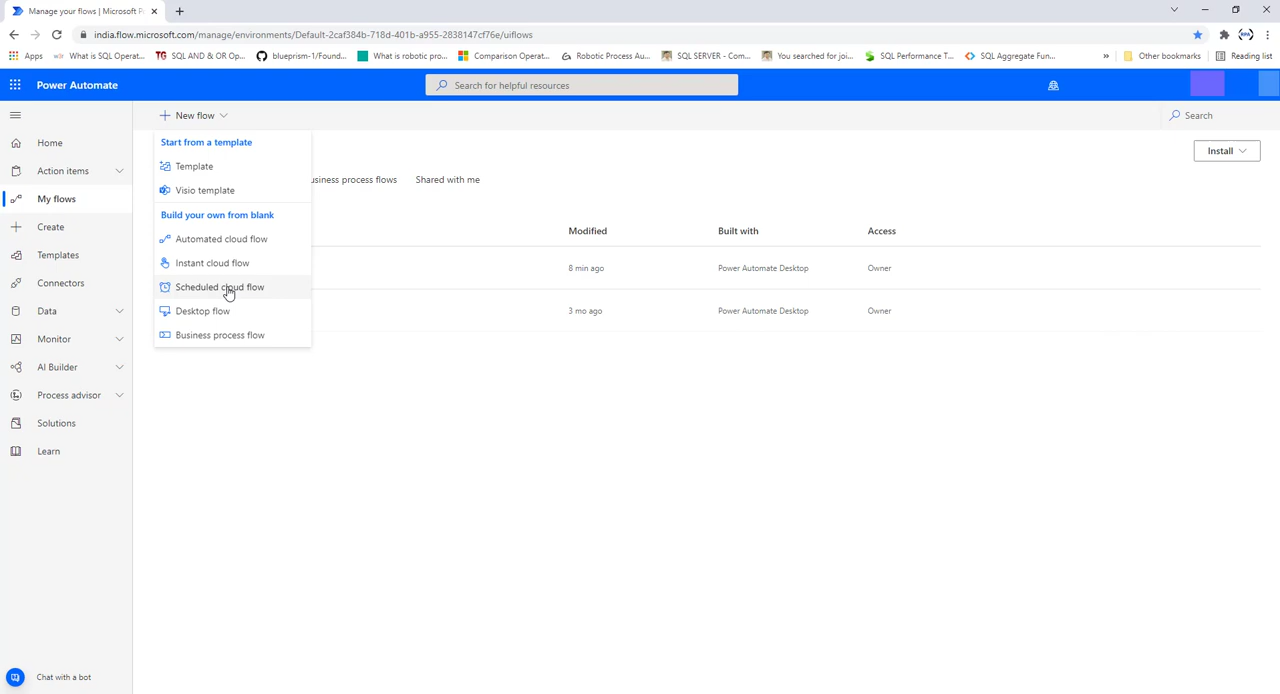 Manage your flows | Microsoft P
india.flow.microsoft.com/manage/environments/Default-2caf384b-718d-401b-a955-2838147cf76e/uiflows
Apps
What is SQL Operat...
TG SQL AND & OR Op...
blueprism-1/Found...
What is robotic pro...
Comparison Operat...
Robotic Process Au...
SQL SERVER - Com...
You searched for joi...
SQL Performance T...
SQL Aggregate Fun...
»
Other bookmarks
Reading list
Power Automate
Search for helpful resources
New flow
Search
Install
Home
Action items
My flows
Create
Templates
Connectors
Data
Monitor
AI Builder
Process advisor
Solutions
Learn
Chat with a bot
Start from a template
Template
Visio template
Build your own from blank
Automated cloud flow
Instant cloud flow
Scheduled cloud flow
Desktop flow
Business process flow
usiness process flows
Shared with me
Modified
Built with
Access
8 min ago
Power Automate Desktop
Owner
3 mo ago
Power Automate Desktop
Owner